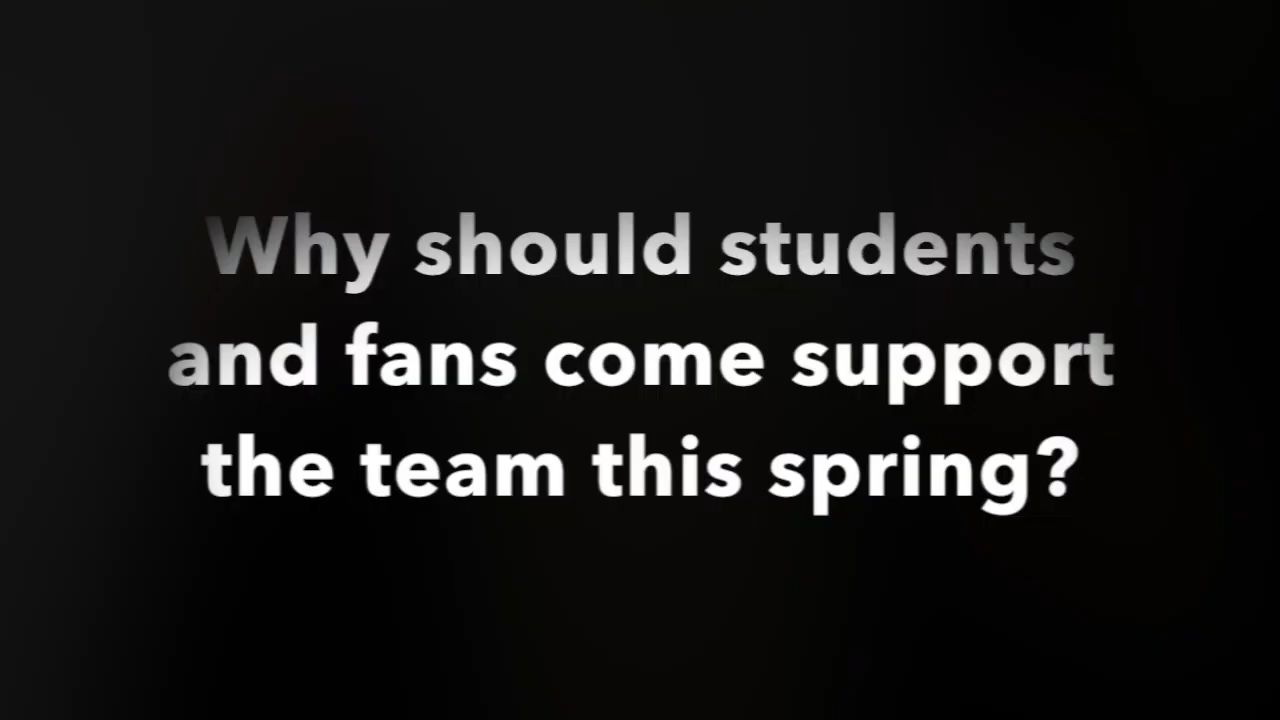 Why should students
and fans come support
the team this spring?